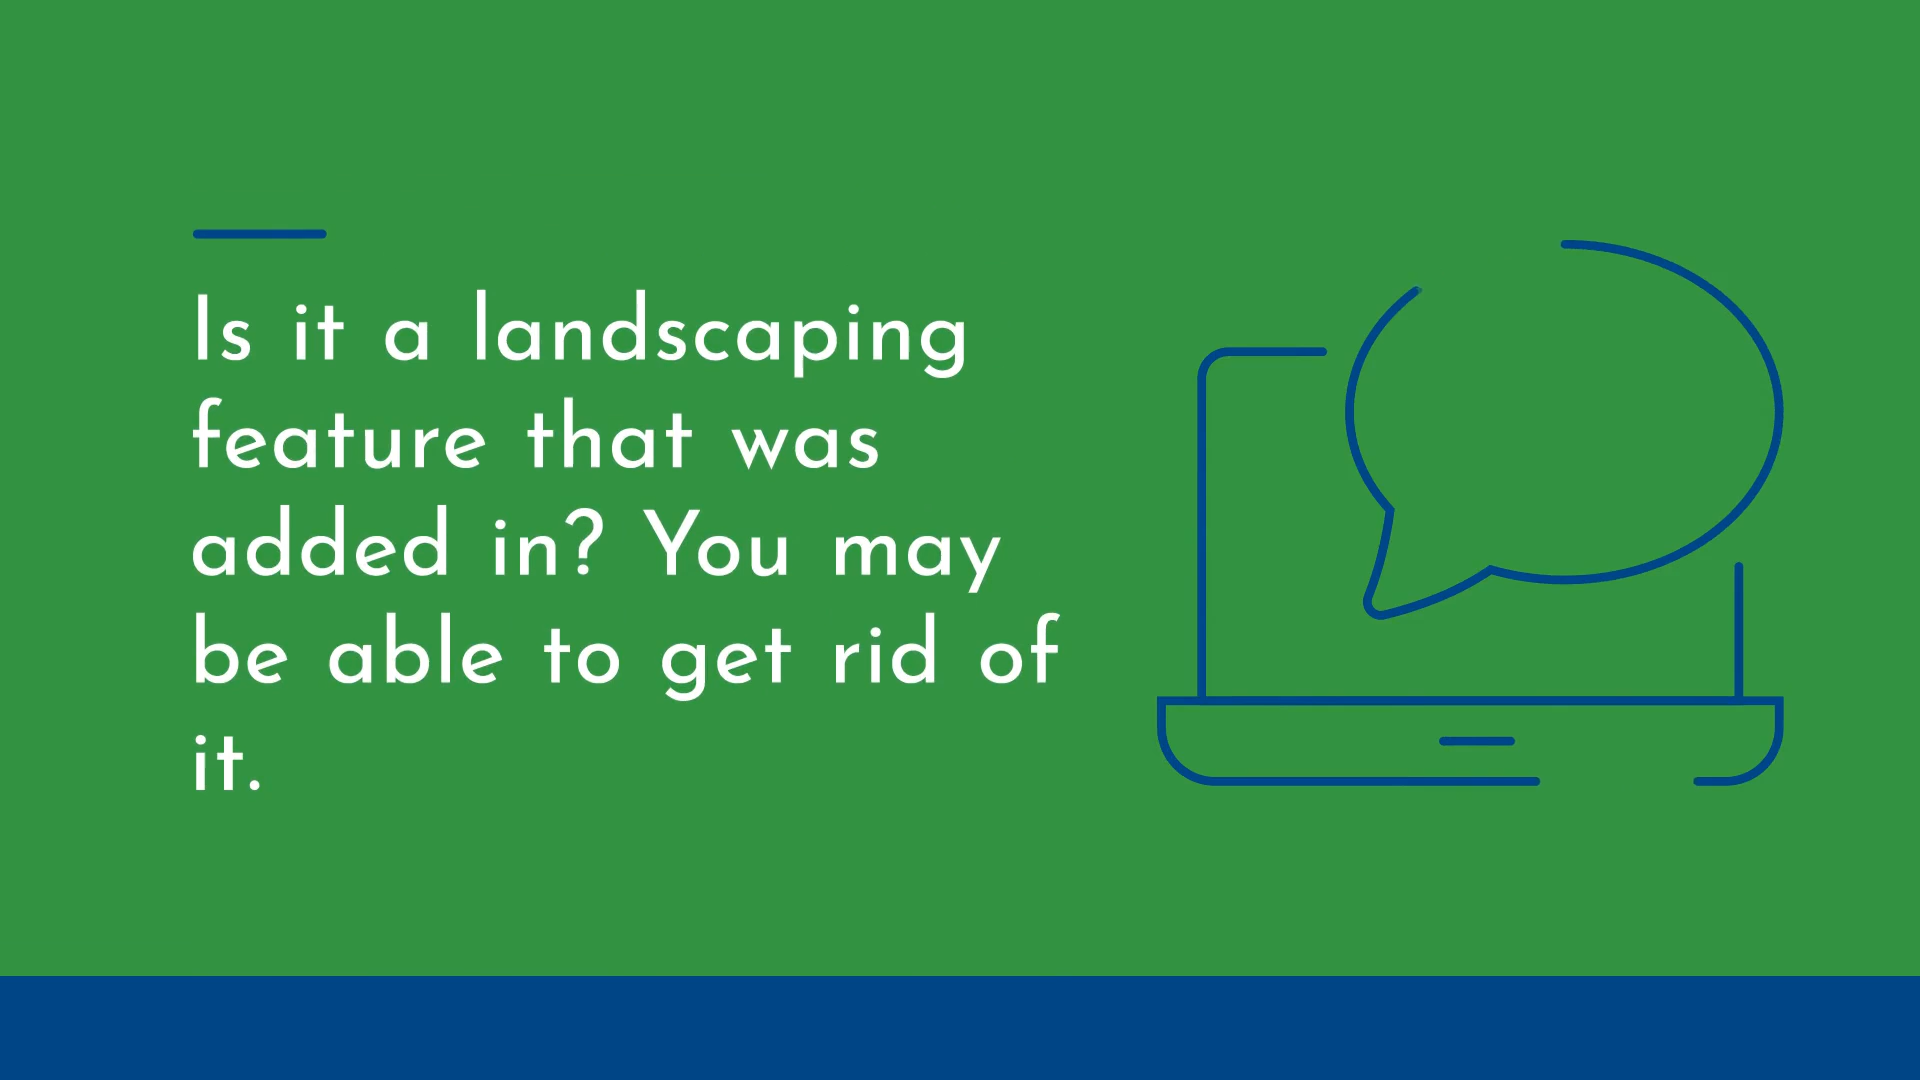 Is it a landscaping
feature that was
added in? You may
be able to get rid of
it.